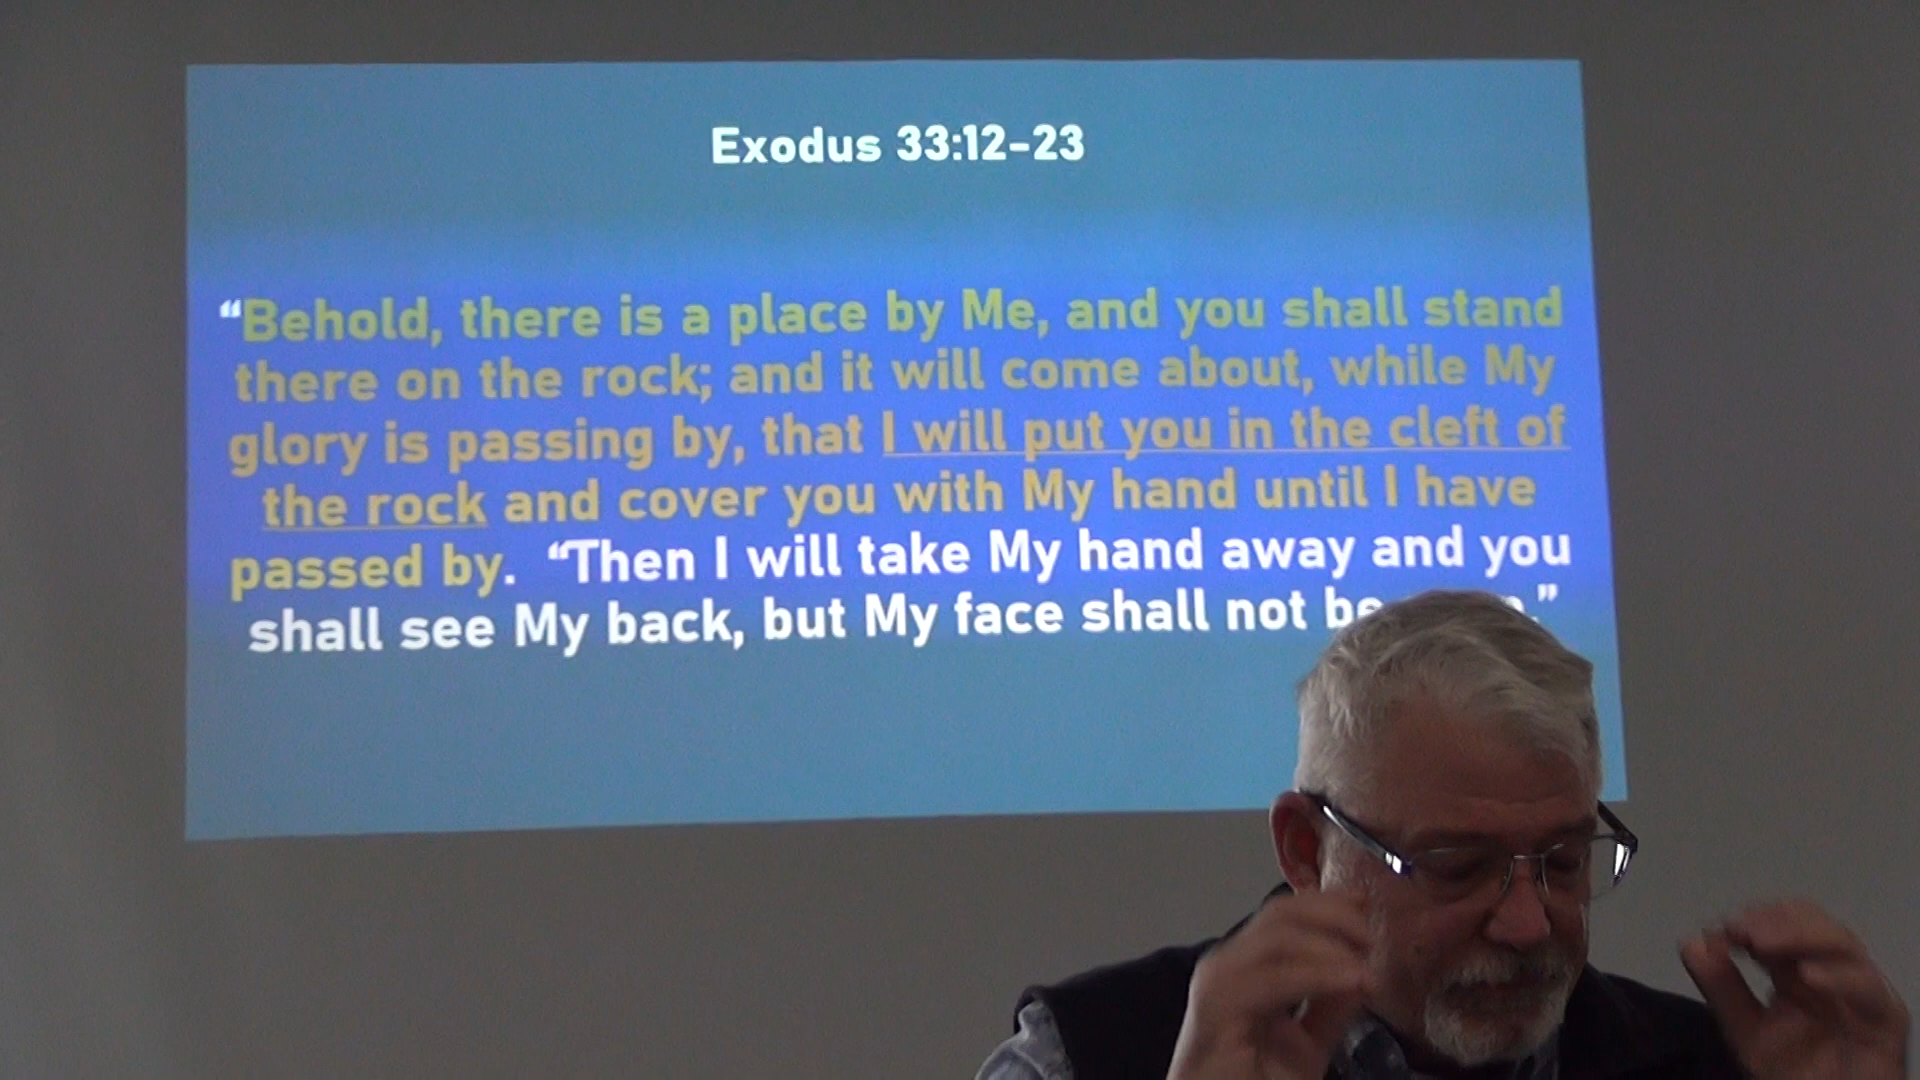 Exodus 33:12-23
“Behold, there is a place by Me, and you shall stand
there on the rock; and it will come about, while My
glory is passing by, that I will put you in the cleft of
the rock and cover you with My hand until I have
passed by. “Then I will take My hand away and you
shall see My back, but My face shall not be